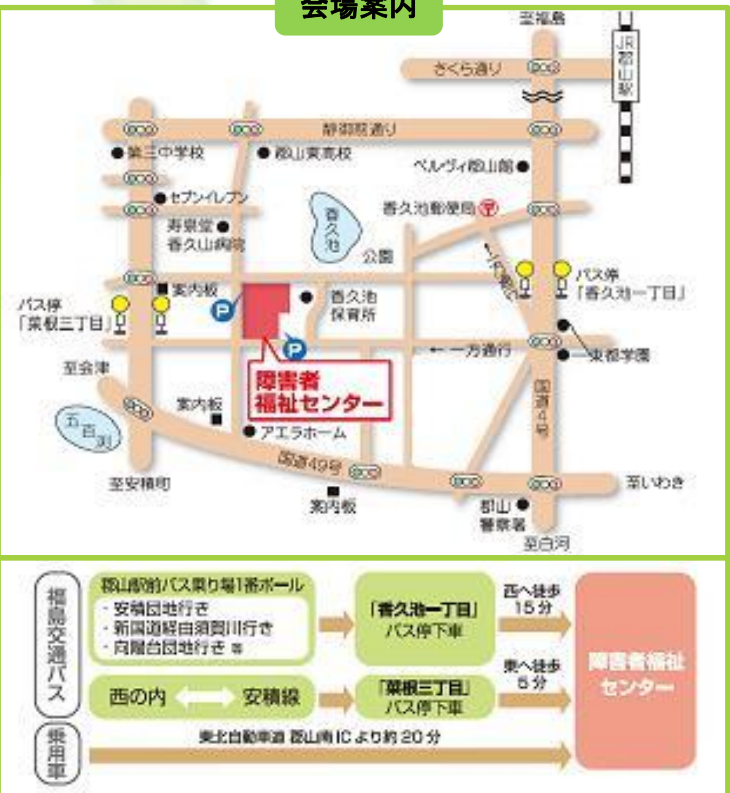 会場案内
至福島
JR郡山駅
さくら通り
静御前通り
第三中学校
郡山東高校
ベルヴィ郡山館
セブンイレブン
香久池郵便局
寿泉堂
香久山病院
香久池
公園
案内板
バス停
「菜根三丁目」
香久池
保育所
バス停
「香久池一丁目」
P
P
← 一方通行
東都学園
障害者
福祉センター
至会津
案内板
アエラホーム
五百渕
国道4号
国道49号
至安積町
案内板
郡山
警察署
至いわき
至白河
福島交通バス
郡山駅前バス乗り場1番ポール
・安積団地行き
・新国道経由須賀川行き
・向陽台団地行き 等
「香久池一丁目」
バス停下車
西へ徒歩
15分
西の内
安積線
「菜根三丁目」
バス停下車
東へ徒歩
5分
障害者福祉
センター
乗用車
東北自動車道 郡山南ICより約20分